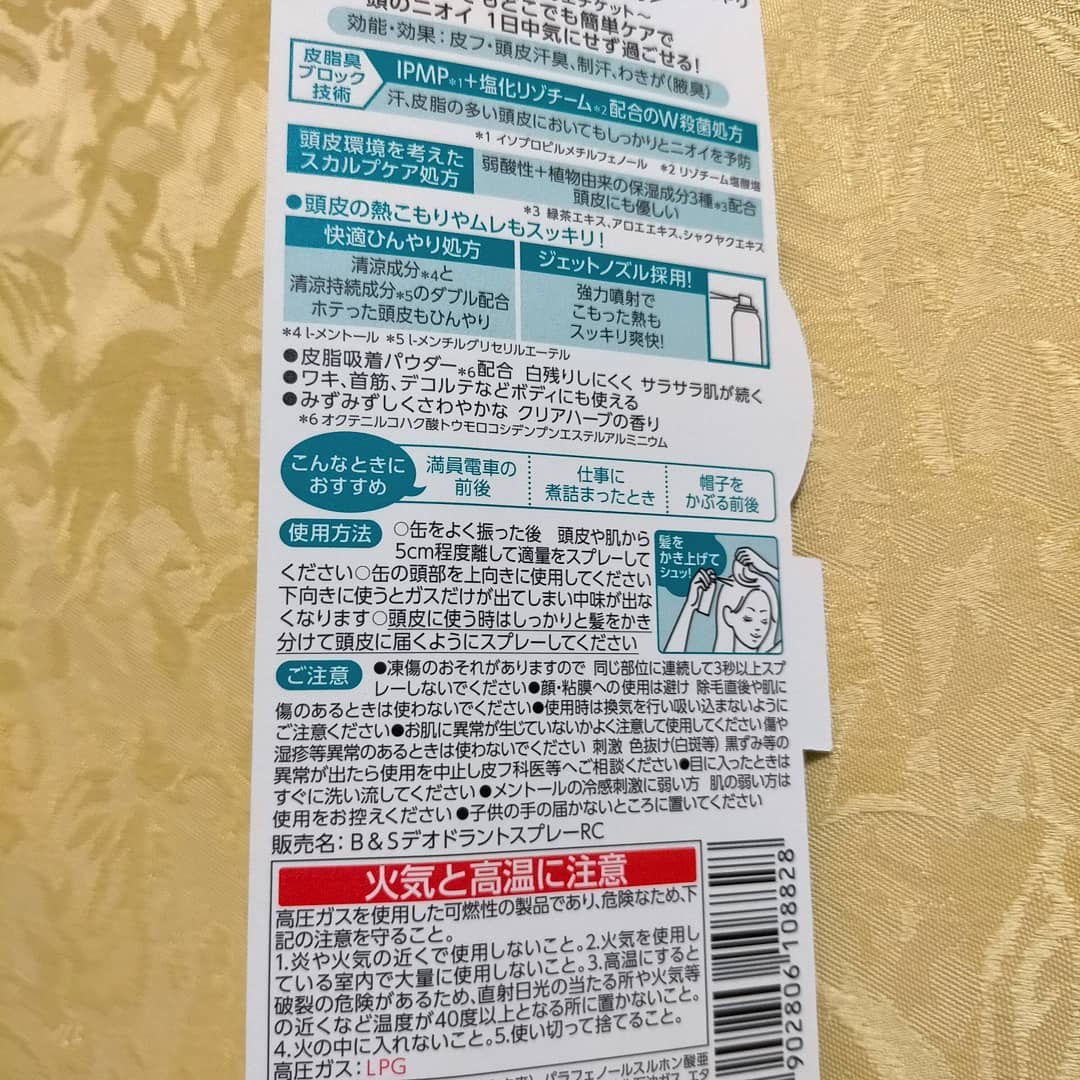 どこでも簡単ケアで
頭のニオイ 1日中気にせず過ごせる!
効能・効果:皮フ・頭皮汗臭、制汗、わきが(腋臭)
皮脂臭
ブロック
技術
IPMP*1+塩化リゾチーム*2配合のW殺菌処方
汗、皮脂の多い頭皮においてもしっかりとニオイを予防
*1 イソプロピルメチルフェノール *2 リゾチーム塩酸塩
頭皮環境を考えた
スカルプケア処方
弱酸性+植物由来の保湿成分3種*3配合
頭皮にも優しい
*3 緑茶エキス、アロエエキス、シャクヤクエキス
●頭皮の熱こもりやムレもスッキリ!
快適ひんやり処方
清涼成分*4と
清涼持続成分*5のダブル配合
ホテった頭皮もひんやり
ジェットノズル採用!
強力噴射で
こもった熱も
スッキリ爽快!
*4 l-メントール *5 l-メンチルグリセリルエーテル
●皮脂吸着パウダー*6配合 白残りしにくく サラサラ肌が続く
●ワキ、首筋、デコルテなどボディにも使える
●みずみずしくさわやかな クリアハーブの香り
*6 オクテニルコハク酸トウモロコシデンプンエステルアルミニウム
こんなときに
おすすめ
満員電車の
前後
仕事に
煮詰まったとき
帽子を
かぶる前後
使用方法 ○缶をよく振った後 頭皮や肌から
5cm程度離して適量をスプレーして
ください○缶の頭部を上向きに使用してください
下向きに使うとガスだけが出てしまい中味が出な
くなります○頭皮に使う時はしっかりと髪をかき
分けて頭皮に届くようにスプレーしてください
髪を
かき上げて
シュッ!
ご注意 ●凍傷のおそれがありますので 同じ部位に連続して3秒以上スプ
レーしないでください●顔・粘膜への使用は避け 除毛直後や肌に
傷のあるときは使わないでください●使用時は換気を行い吸い込まないように
ご注意ください●お肌に異常が生じていないかよく注意して使用してください 傷や
湿疹等異常のあるときは使わないでください 刺激 色抜け(白斑等) 黒ずみ等の
異常が出たら使用を中止し皮フ科医等へご相談ください●目に入ったときは
すぐに洗い流してください●メントールの冷感刺激に弱い方 肌の弱い方は
使用をお控えください●子供の手の届かないところに置いてください
販売名:B&SデオドラントスプレーRC
火気と高温に注意
高圧ガスを使用した可燃性の製品であり、危険なため、下
記の注意を守ること。
1.炎や火気の近くで使用しないこと。2.火気を使用し
ている室内で大量に使用しないこと。3.高温にすると
破裂の危険があるため、直射日光の当たる所や火気等
の近くなど温度が40度以上となる所に置かないこと。
4.火の中に入れないこと。5.使い切って捨てること。
高圧ガス:LPG
902806108828
パラフェノールスルホン酸亜